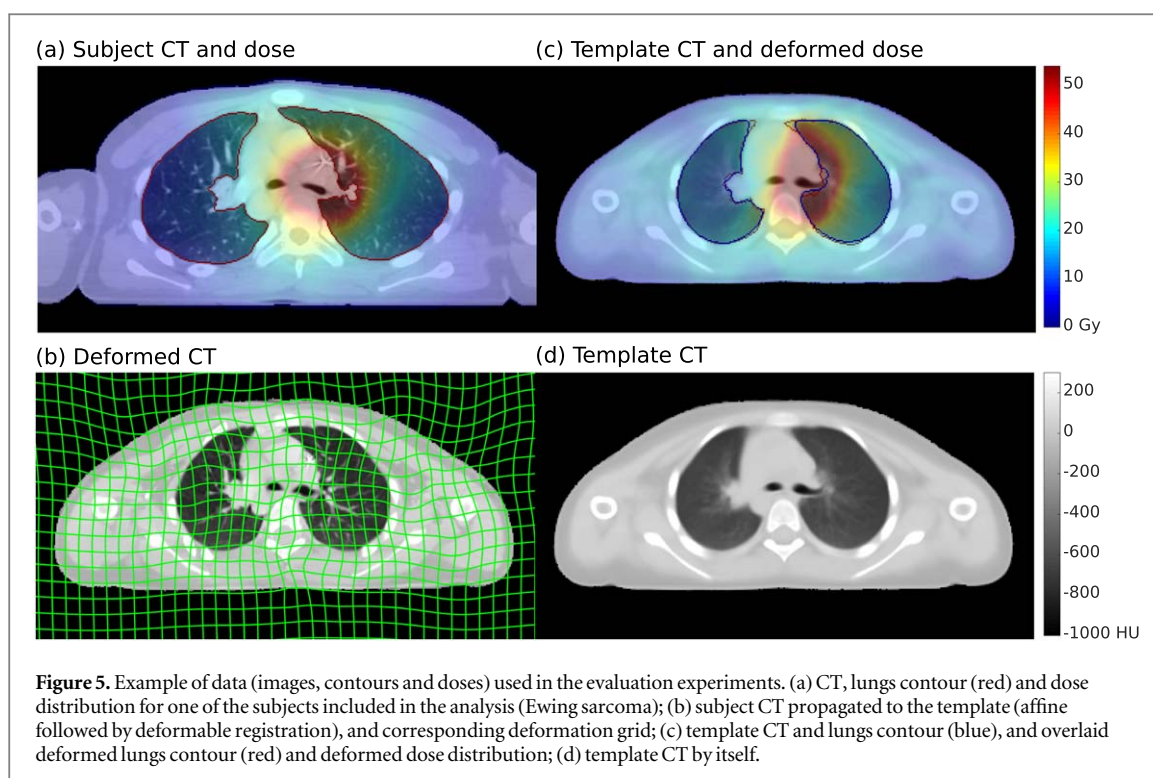 (a) Subject CT and dose
(c) Template CT and deformed dose
50
40
30
20
10
0 Gy
(b) Deformed CT
(d) Template CT
200
0
-200
-400
-600
-800
-1000 HU
Figure 5. Example of data (images, contours and doses) used in the evaluation experiments. (a) CT, lungs contour (red) and dose
distribution for one of the subjects included in the analysis (Ewing sarcoma); (b) subject CT propagated to the template (affine
followed by deformable registration), and corresponding deformation grid; (c) template CT and lungs contour (blue), and overlaid
deformed lungs contour (red) and deformed dose distribution; (d) template CT by itself.